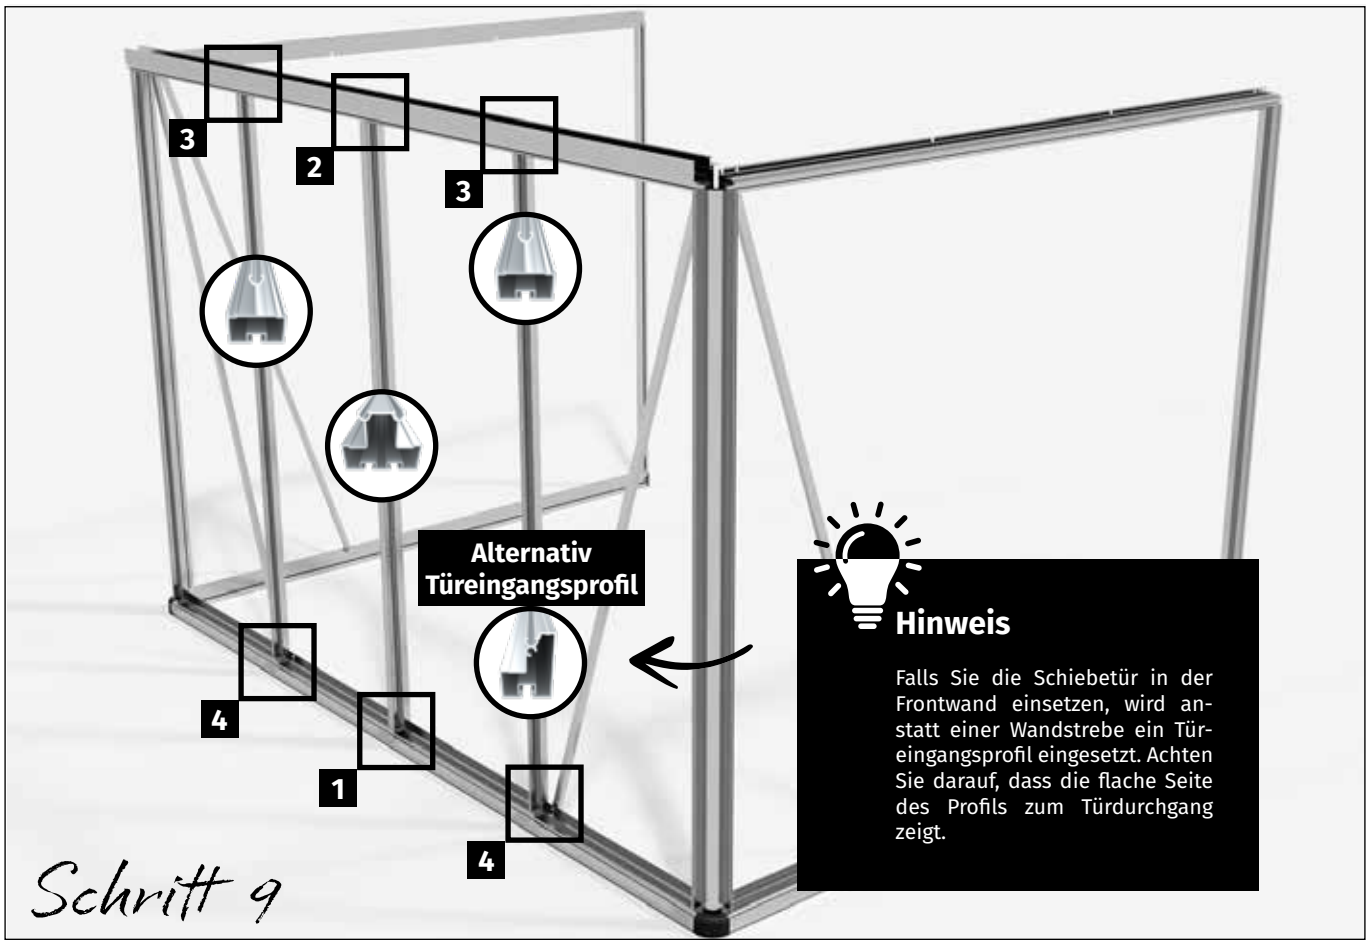 3
2
3
Alternativ
Türeingangsprofil
Hinweis
Falls Sie die Schiebetür in der
Frontwand einsetzen, wird an-
statt einer Wandstrebe ein Tür-
eingangsprofil eingesetzt. Achten
Sie darauf, dass die flache Seite
des Profils zum Türdurchgang
zeigt.
4
1
4
Schritt 9